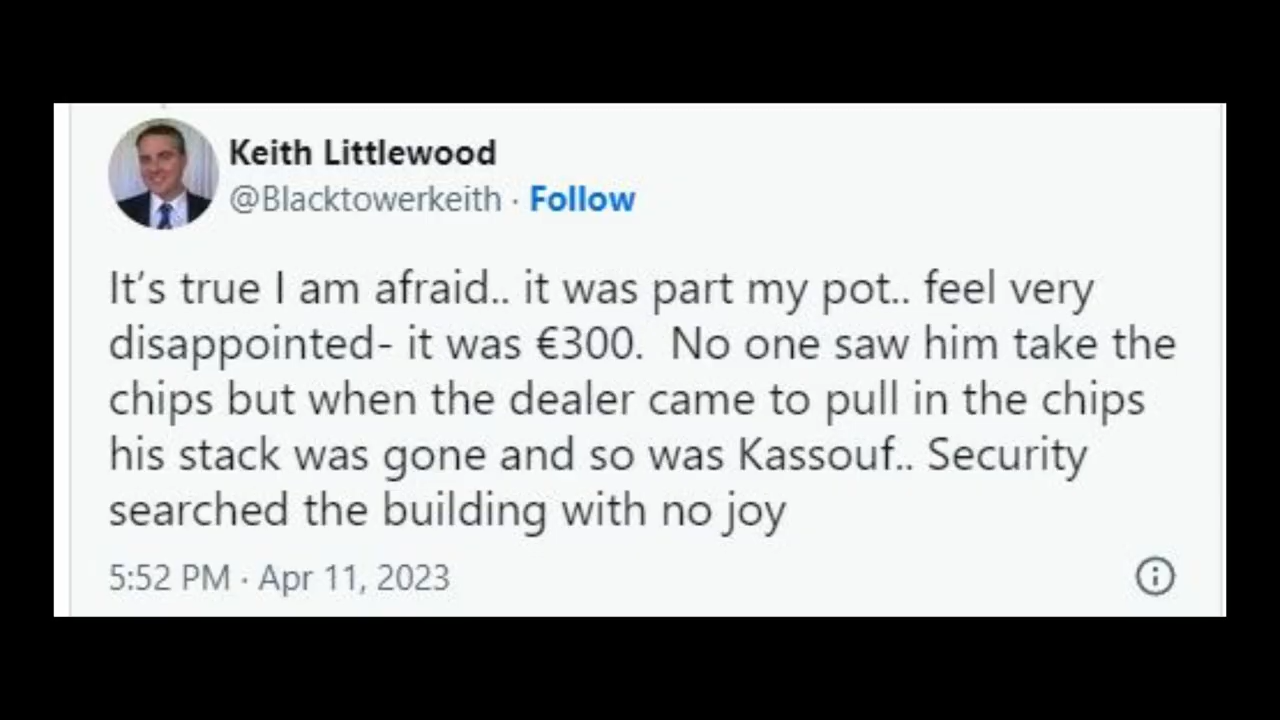 Keith Littlewood
@Blacktowerkeith · Follow
It’s true I am afraid.. it was part my pot.. feel very
disappointed- it was €300.  No one saw him take the
chips but when the dealer came to pull in the chips
his stack was gone and so was Kassouf.. Security
searched the building with no joy
5:52 PM · Apr 11, 2023